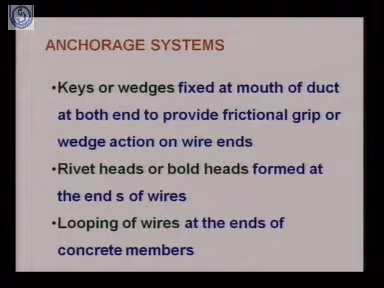 ANCHORAGE SYSTEMS
•Keys or wedges fixed at mouth of duct
at both end to provide frictional grip or
wedge action on wire ends
•Rivet heads or bold heads formed at
the end s of wires
•Looping of wires at the ends of
concrete members